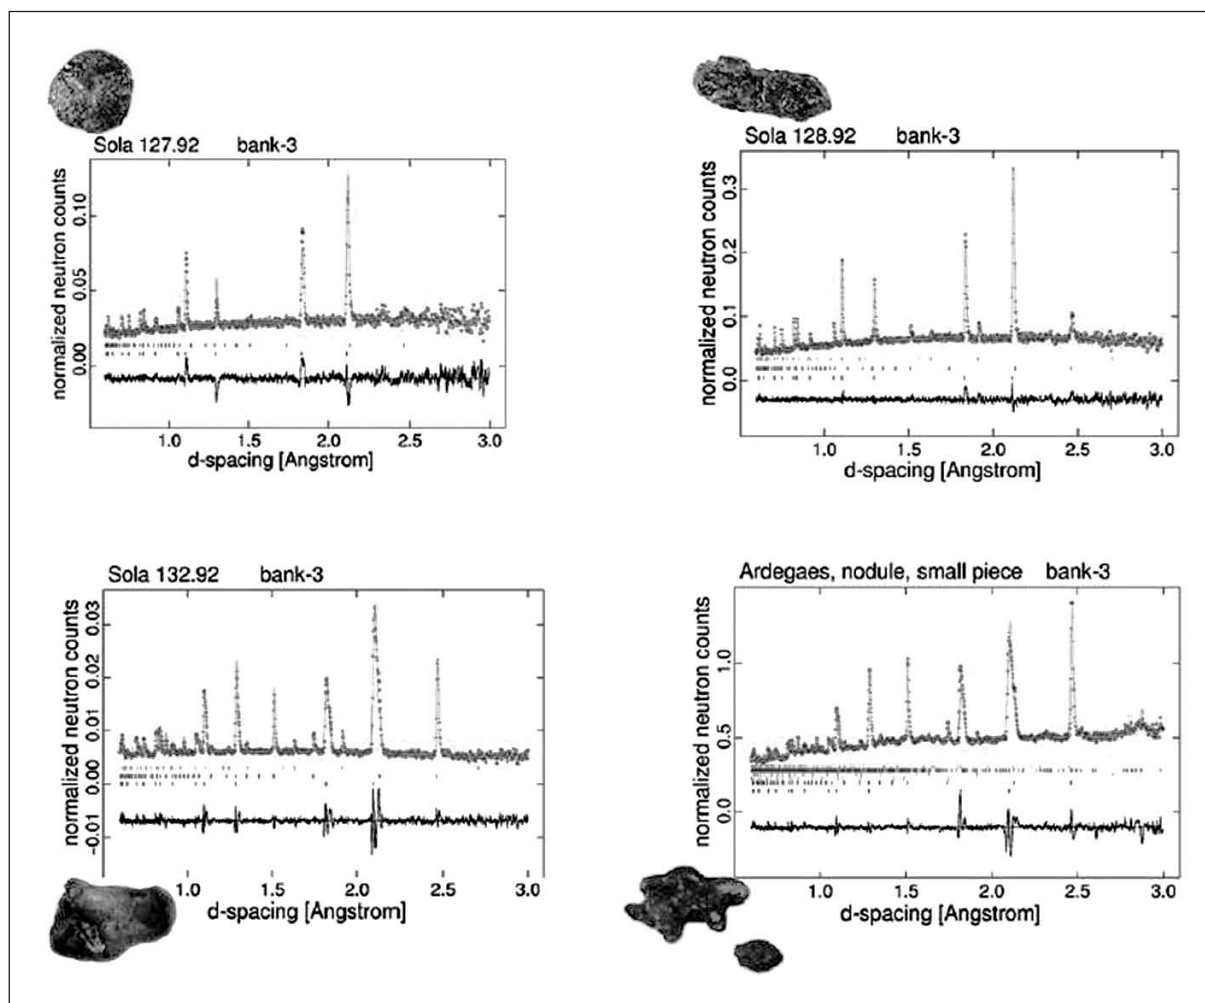 Sola 127.92 bank-3
normalized neutron counts
0.10
0.05
0.00
1.0 1.5 2.0 2.5 3.0
d-spacing [Angstrom]
Sola 128.92 bank-3
normalized neutron counts
0.3
0.2
0.1
0.0
1.0 1.5 2.0 2.5 3.0
d-spacing [Angstrom]
Sola 132.92 bank-3
normalized neutron counts
0.03
0.02
0.01
0.00
-0.01
1.0 1.5 2.0 2.5 3.0
d-spacing [Angstrom]
Ardegaes, nodule, small piece bank-3
normalized neutron counts
1.0
0.5
0.0
1.0 1.5 2.0 2.5 3.0
d-spacing [Angstrom]